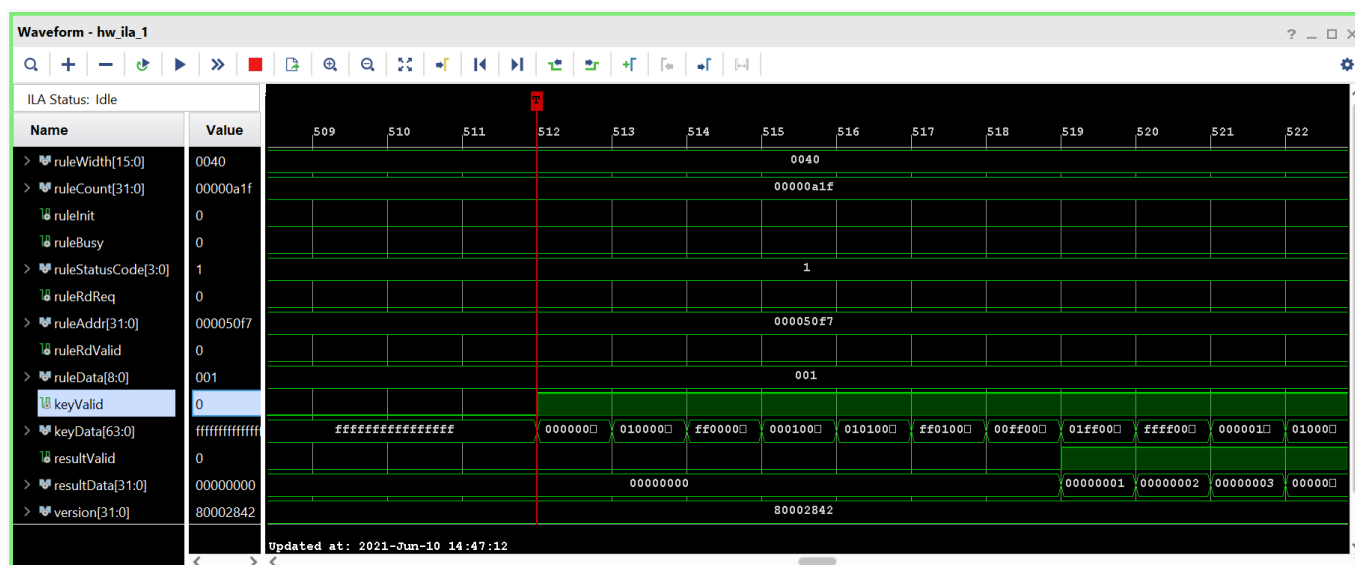 Waveform - hw_ila_1
ILA Status: Idle
Name Value
509 510 511 512 513 514 515 516 517 518 519 520 521 522
T
ruleWidth[15:0] 0040 0040
ruleCount[31:0] 00000a1f 00000a1f
ruleInit 0
ruleBusy 0
ruleStatusCode[3:0] 1 1
ruleRdReq 0
ruleAddr[31:0] 000050f7 000050f7
ruleRdValid 0
ruleData[8:0] 001 001
keyValid 0
keyData[63:0] ffffffffffffffff 000000 010000 ff0000 000100 010100 ff0100 00ff00 01ff00 ffff00 000001 01000
resultValid 0
resultData[31:0] 00000000 00000000 00000001 00000002 00000003 00000
version[31:0] 80002842 80002842
Updated at: 2021-Jun-10 14:47:12